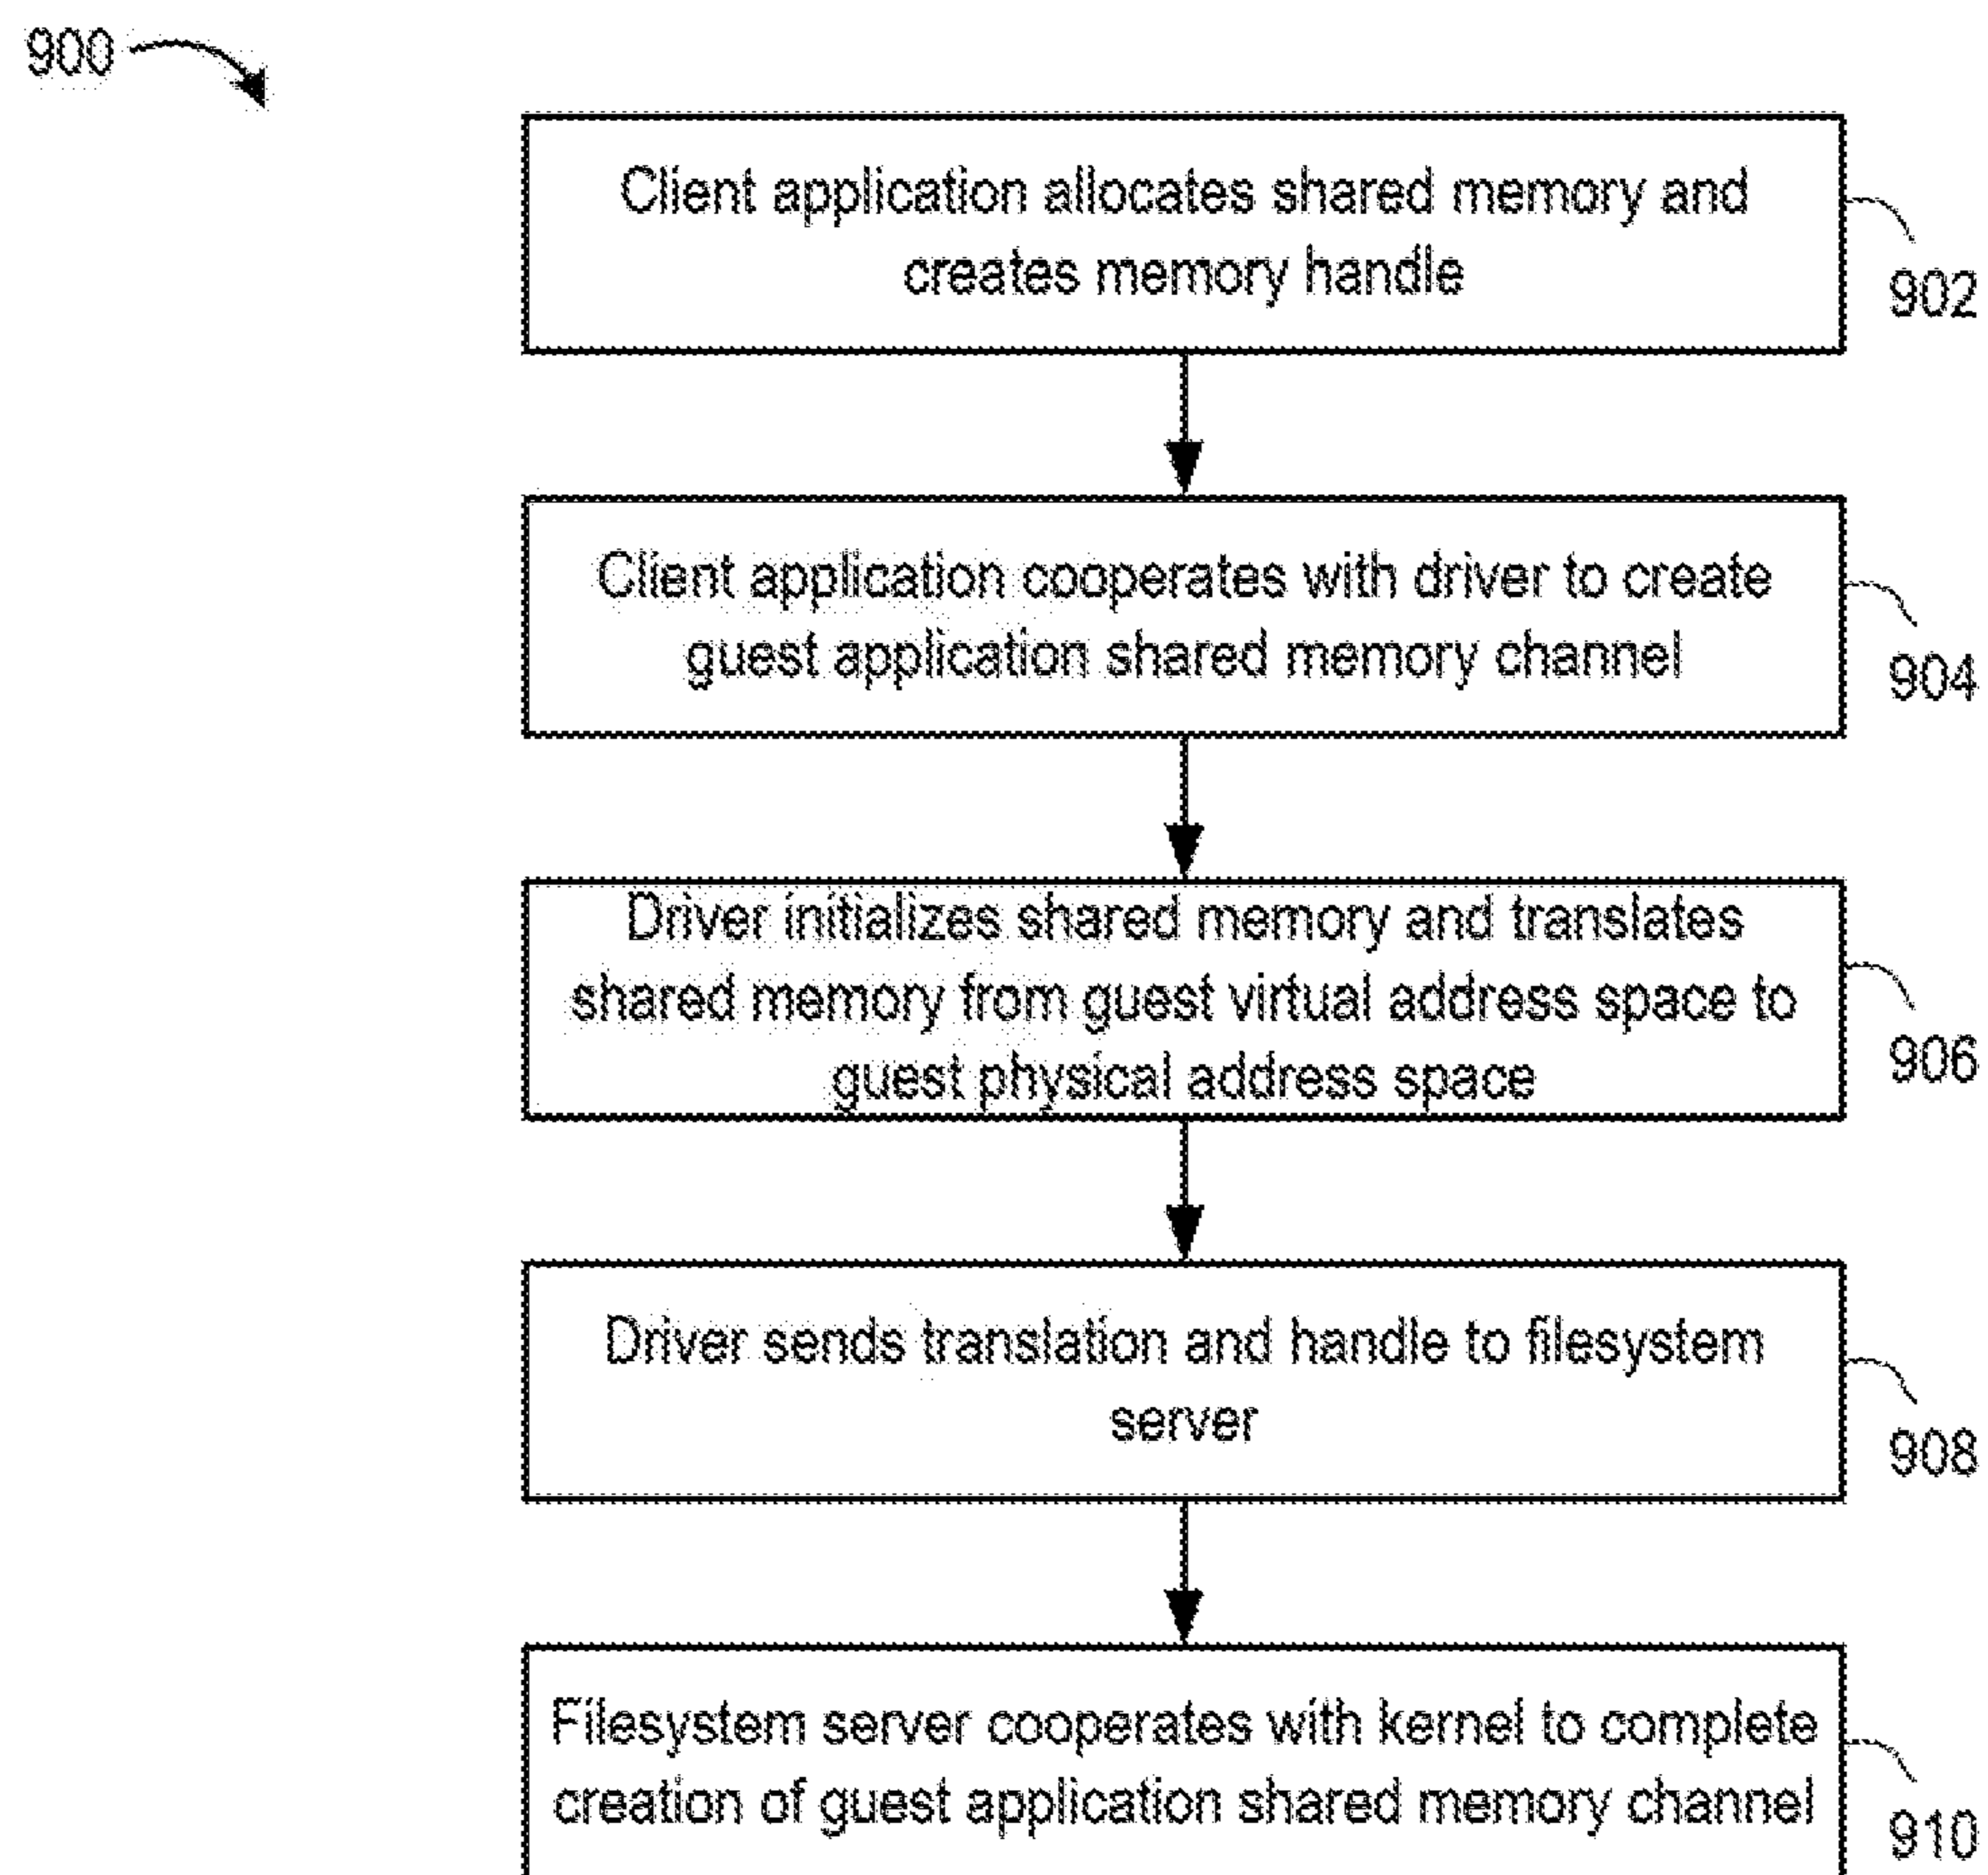 900
Client application allocates shared memory and
creates memory handle
902
Client application cooperates with driver to create
guest application shared memory channel
904
Driver initializes shared memory and translates
shared memory from guest virtual address space to
guest physical address space
906
Driver sends translation and handle to filesystem
server
908
Filesystem server cooperates with kernel to complete
creation of guest application shared memory channel
910